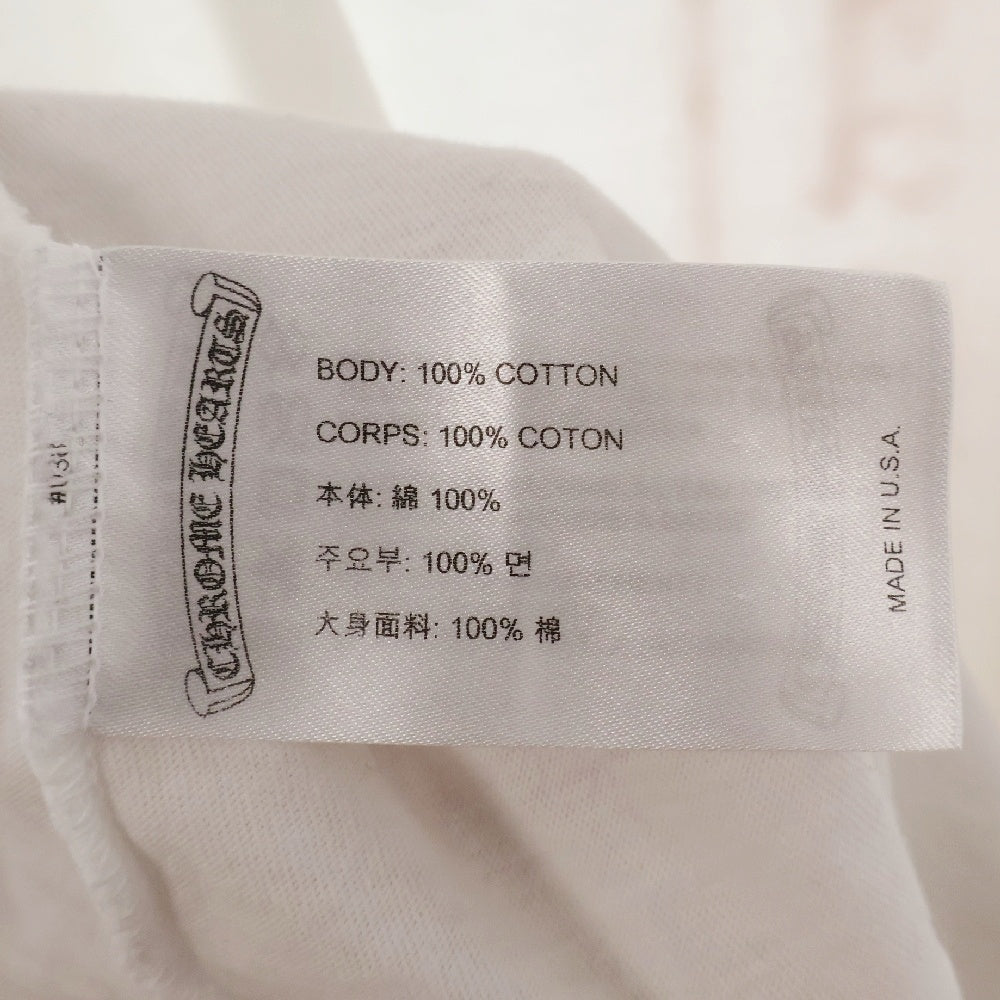 CHROME HEARTS
BODY: 100% COTTON
CORPS: 100% COTON
本体: 綿 100%
주요부: 100% 면
大身面料: 100% 棉
MADE IN U.S.A.